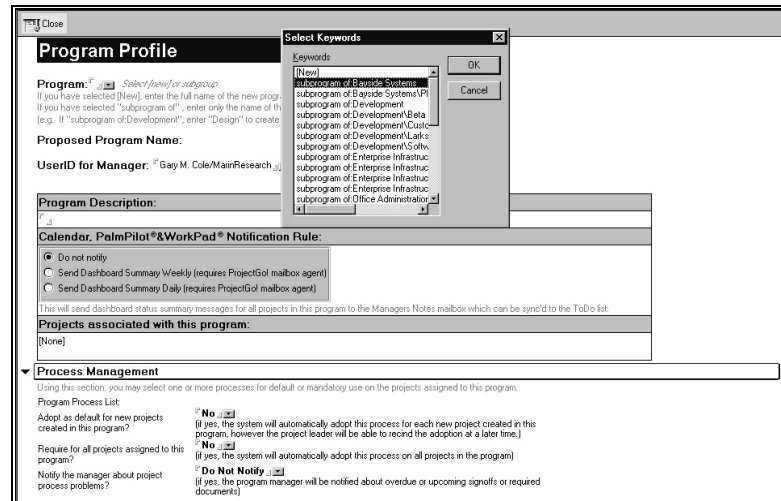 Close
Program Profile
Program: Select [new] or subgroup
If you have selected [New], enter the full name of the new progr
If you have selected "subprogram of" , enter only the name of th
(e.g. If "subprogram of:Development", enter "Design" to create
Proposed Program Name:
UserID for Manager: Gary M. Cole/MarinResearch
Select Keywords
Keywords
[New]
subprogram of:Bayside Systems
subprogram of:Bayside Systems\Pl
subprogram of:Development
subprogram of:Development\Beta
subprogram of:Development\Custo
subprogram of:Development\Larks
subprogram of:Development\Softw
subprogram of:Enterprise Infrastruc
subprogram of:Enterprise Infrastruc
subprogram of:Enterprise Infrastruc
subprogram of:Enterprise Infrastruc
subprogram of:Office Administration
OK
Cancel
Program Description:
Calendar, PalmPilot®&WorkPad® Notification Rule:
Do not notify
Send Dashboard Summary Weekly (requires ProjectGo! mailbox agent)
Send Dashboard Summary Daily (requires ProjectGo! mailbox agent)
This will send dashboard status summary messages for all projects in this program to the Managers Notes mailbox which can be sync'd to the ToDo list.
Projects associated with this program:
[None]
Process Management
Using this section, you may select one or more processes for default or mandatory use on the projects assigned to this program.
Program Process List:
Adopt as default for new projects created in this program?
No
(if yes, the system will automatically adopt this process for each new project created in this
program, however the project leader will be able to recind the adoption at a later time.)
Require for all projects assigned to this program?
No
(if yes, the system will automatically adopt this process on all projects in the program)
Notify the manager about project process problems?
Do Not Notify
(if yes, the program manager will be notified about overdue or upcoming signoffs or required
documents)